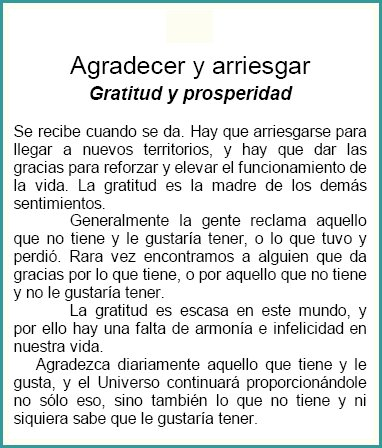 Agradecer y arriesgar
Gratitud y prosperidad
Se recibe cuando se da. Hay que arriesgarse para
llegar a nuevos territorios, y hay que dar las
gracias para reforzar y elevar el funcionamiento de
la vida. La gratitud es la madre de los demás
sentimientos.
Generalmente la gente reclama aquello
que no tiene y le gustaría tener, o lo que tuvo y
perdió. Rara vez encontramos a alguien que da
gracias por lo que tiene, o por aquello que no tiene
y no le gustaría tener.
La gratitud es escasa en este mundo, y
por ello hay una falta de armonía e infelicidad en
nuestra vida.
Agradezca diariamente aquello que tiene y le
gusta, y el Universo continuará proporcionándole
no sólo eso, sino también lo que no tiene y ni
siquiera sabe que le gustaría tener.